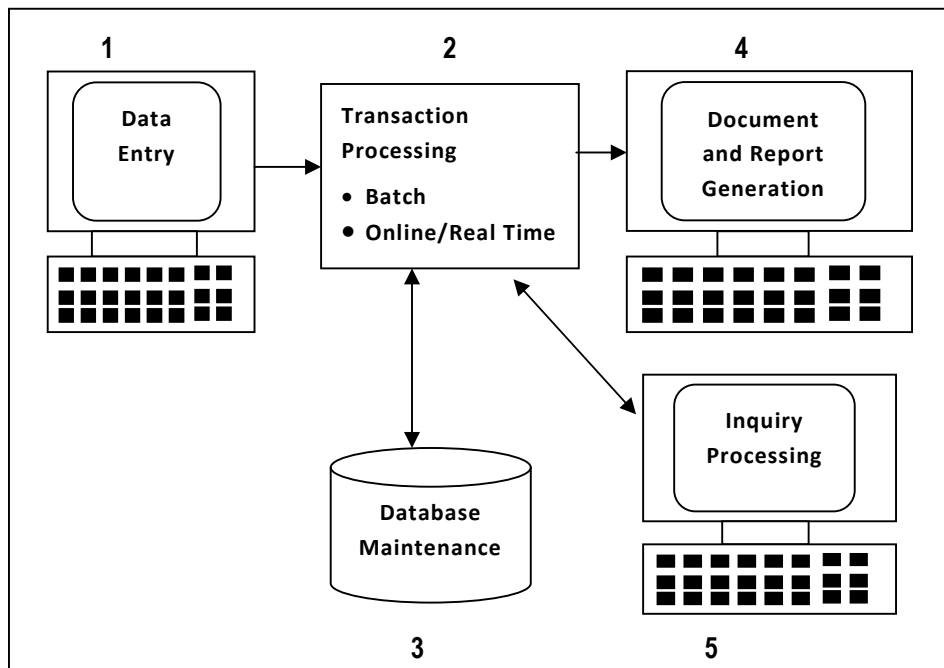 1
Data
Entry
2
Transaction
Processing
• Batch
• Online/Real Time
4
Document
and Report
Generation
Database
Maintenance
3
Inquiry
Processing
5